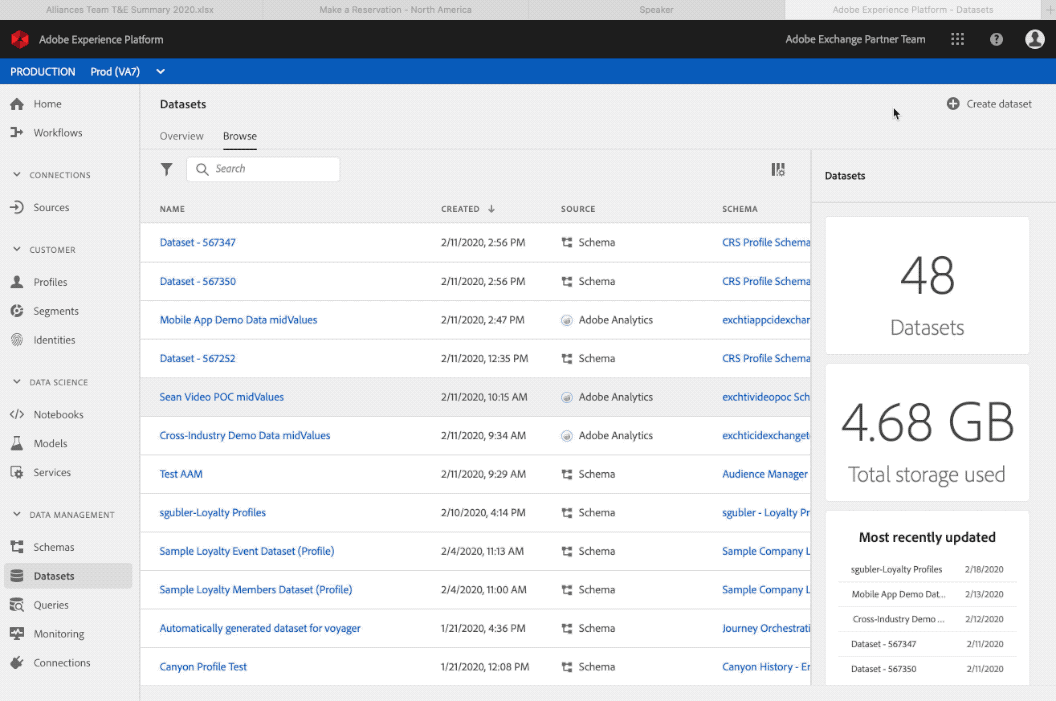 Alliances Team T&E Summary 2020.xlsx
Make a Reservation - North America
Speaker
Adobe Experience Platform - Datasets
Adobe Experience Platform
Adobe Exchange Partner Team
PRODUCTION Prod (VA7)
Home
Workflows
CONNECTIONS
Sources
CUSTOMER
Profiles
Segments
Identities
DATA SCIENCE
Notebooks
Models
Services
DATA MANAGEMENT
Schemas
Datasets
Queries
Monitoring
Connections
Datasets
Create dataset
Overview Browse
Search
NAME CREATED SOURCE SCHEMA
Dataset - 567347 2/11/2020, 2:56 PM Schema CRS Profile Schema
Dataset - 567350 2/11/2020, 2:56 PM Schema CRS Profile Schema
Mobile App Demo Data midValues 2/11/2020, 2:47 PM Adobe Analytics exchtiappcidexchar
Dataset - 567252 2/11/2020, 12:35 PM Schema CRS Profile Schema
Sean Video POC midValues 2/11/2020, 10:15 AM Adobe Analytics exchtivideopoc Sch
Cross-Industry Demo Data midValues 2/11/2020, 9:34 AM Adobe Analytics exchticidexchanget
Test AAM 2/11/2020, 9:29 AM Schema Audience Manager
sgubler-Loyalty Profiles 2/10/2020, 4:14 PM Schema sgubler - Loyalty Pr
Sample Loyalty Event Dataset (Profile) 2/4/2020, 11:13 AM Schema Sample Company L
Sample Loyalty Members Dataset (Profile) 2/4/2020, 11:00 AM Schema Sample Company L
Automatically generated dataset for voyager 1/21/2020, 4:36 PM Schema Journey Orchestrati
Canyon Profile Test 1/21/2020, 12:08 PM Schema Canyon History - Er
Datasets
48
Datasets
4.68 GB
Total storage used
Most recently updated
sgubler-Loyalty Profiles 2/18/2020
Mobile App Demo Dat... 2/13/2020
Cross-Industry Demo ... 2/12/2020
Dataset - 567347 2/11/2020
Dataset - 567350 2/11/2020